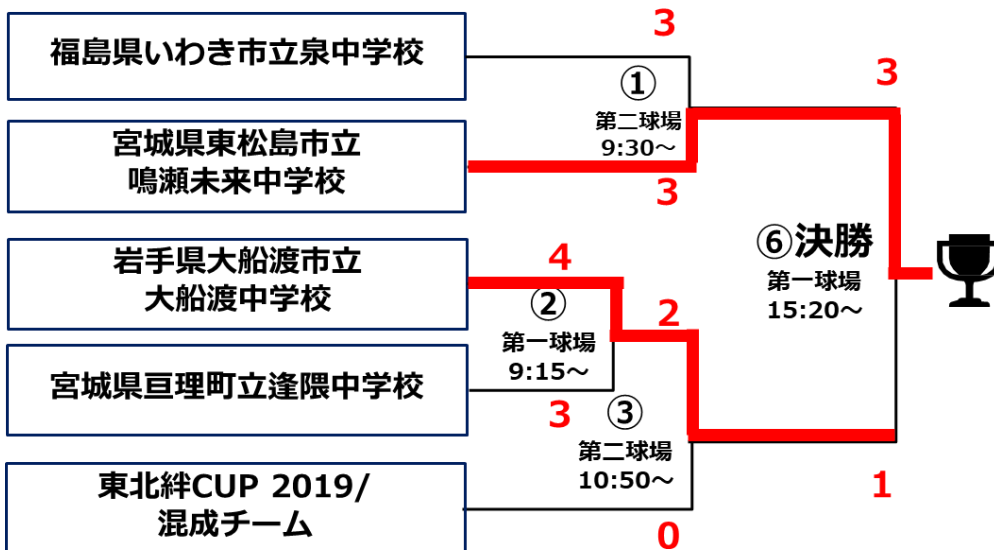 福島県いわき市立泉中学校
3
①
第二球場
9:30～
3
宮城県東松島市立
鳴瀬未来中学校
3
岩手県大船渡市立
大船渡中学校
4
②
第一球場
9:15～
2
⑥決勝
第一球場
15:20～
宮城県亘理町立逢隈中学校
3
③
第二球場
10:50～
1
東北絆CUP 2019/
混成チーム
0